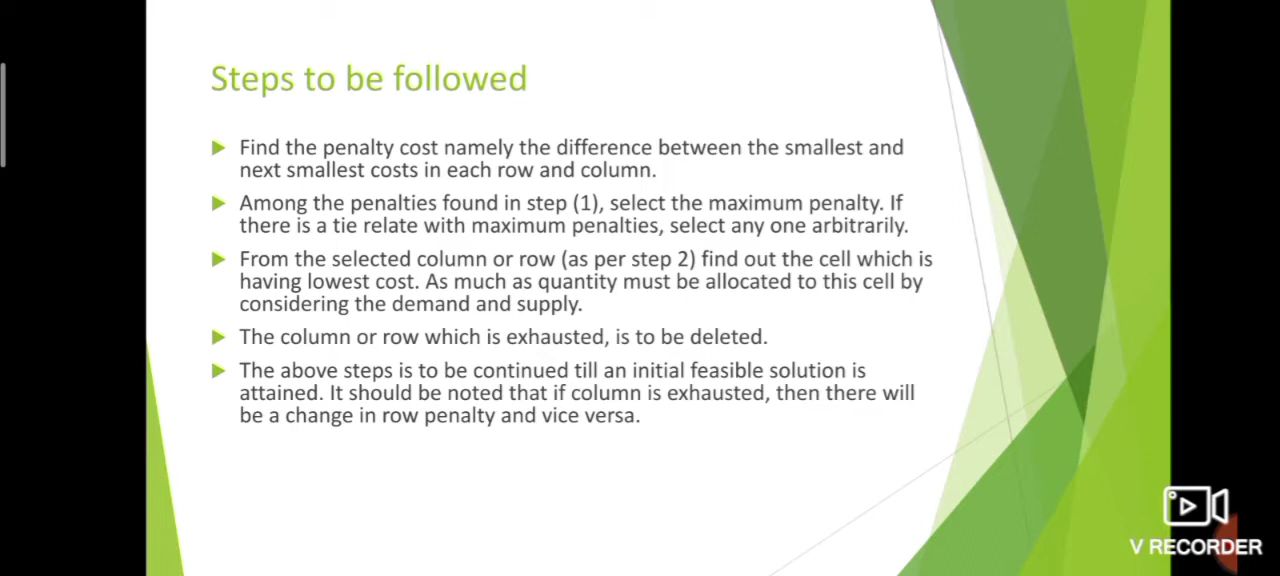 Steps to be followed
Find the penalty cost namely the difference between the smallest and
next smallest costs in each row and column.
Among the penalties found in step (1), select the maximum penalty. If
there is a tie relate with maximum penalties, select any one arbitrarily.
From the selected column or row (as per step 2) find out the cell which is
having lowest cost. As much as quantity must be allocated to this cell by
considering the demand and supply.
The column or row which is exhausted, is to be deleted.
The above steps is to be continued till an initial feasible solution is
attained. It should be noted that if column is exhausted, then there will
be a change in row penalty and vice versa.
V RECORDER